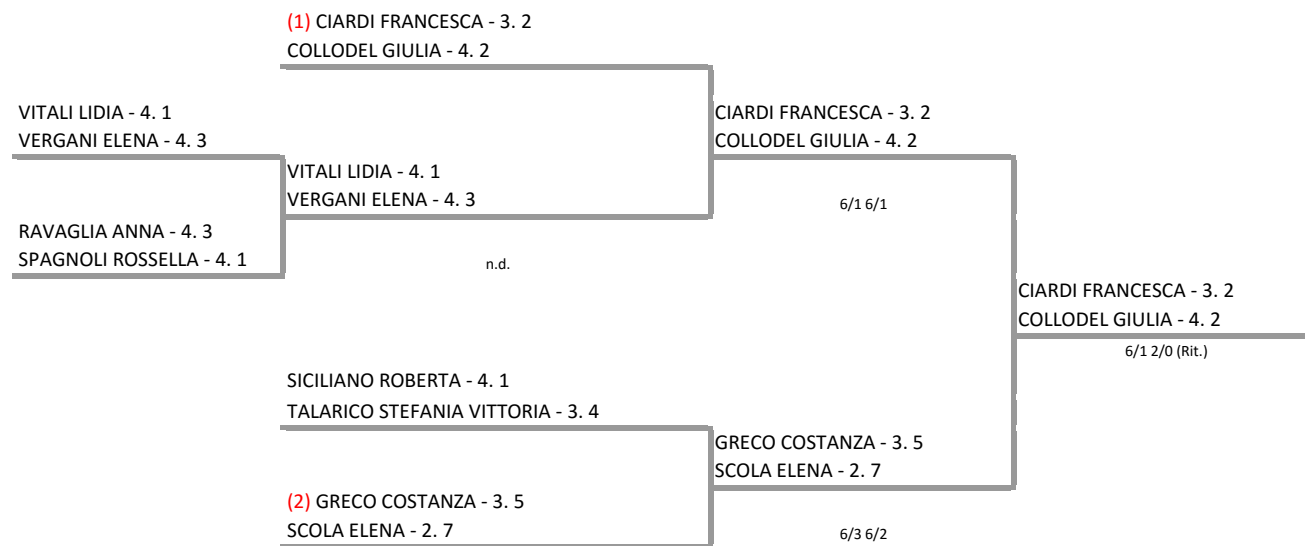 (1) CIARDI FRANCESCA - 3. 2
COLLODEL GIULIA - 4. 2
VITALI LIDIA - 4. 1
VERGANI ELENA - 4. 3
CIARDI FRANCESCA - 3. 2
COLLODEL GIULIA - 4. 2
VITALI LIDIA - 4. 1
VERGANI ELENA - 4. 3
6/1 6/1
RAVAGLIA ANNA - 4. 3
SPAGNOLI ROSSELLA - 4. 1
n.d.
CIARDI FRANCESCA - 3. 2
COLLODEL GIULIA - 4. 2
6/1 2/0 (Rit.)
SICILIANO ROBERTA - 4. 1
TALARICO STEFANIA VITTORIA - 3. 4
GRECO COSTANZA - 3. 5
SCOLA ELENA - 2. 7
(2) GRECO COSTANZA - 3. 5
SCOLA ELENA - 2. 7
6/3 6/2